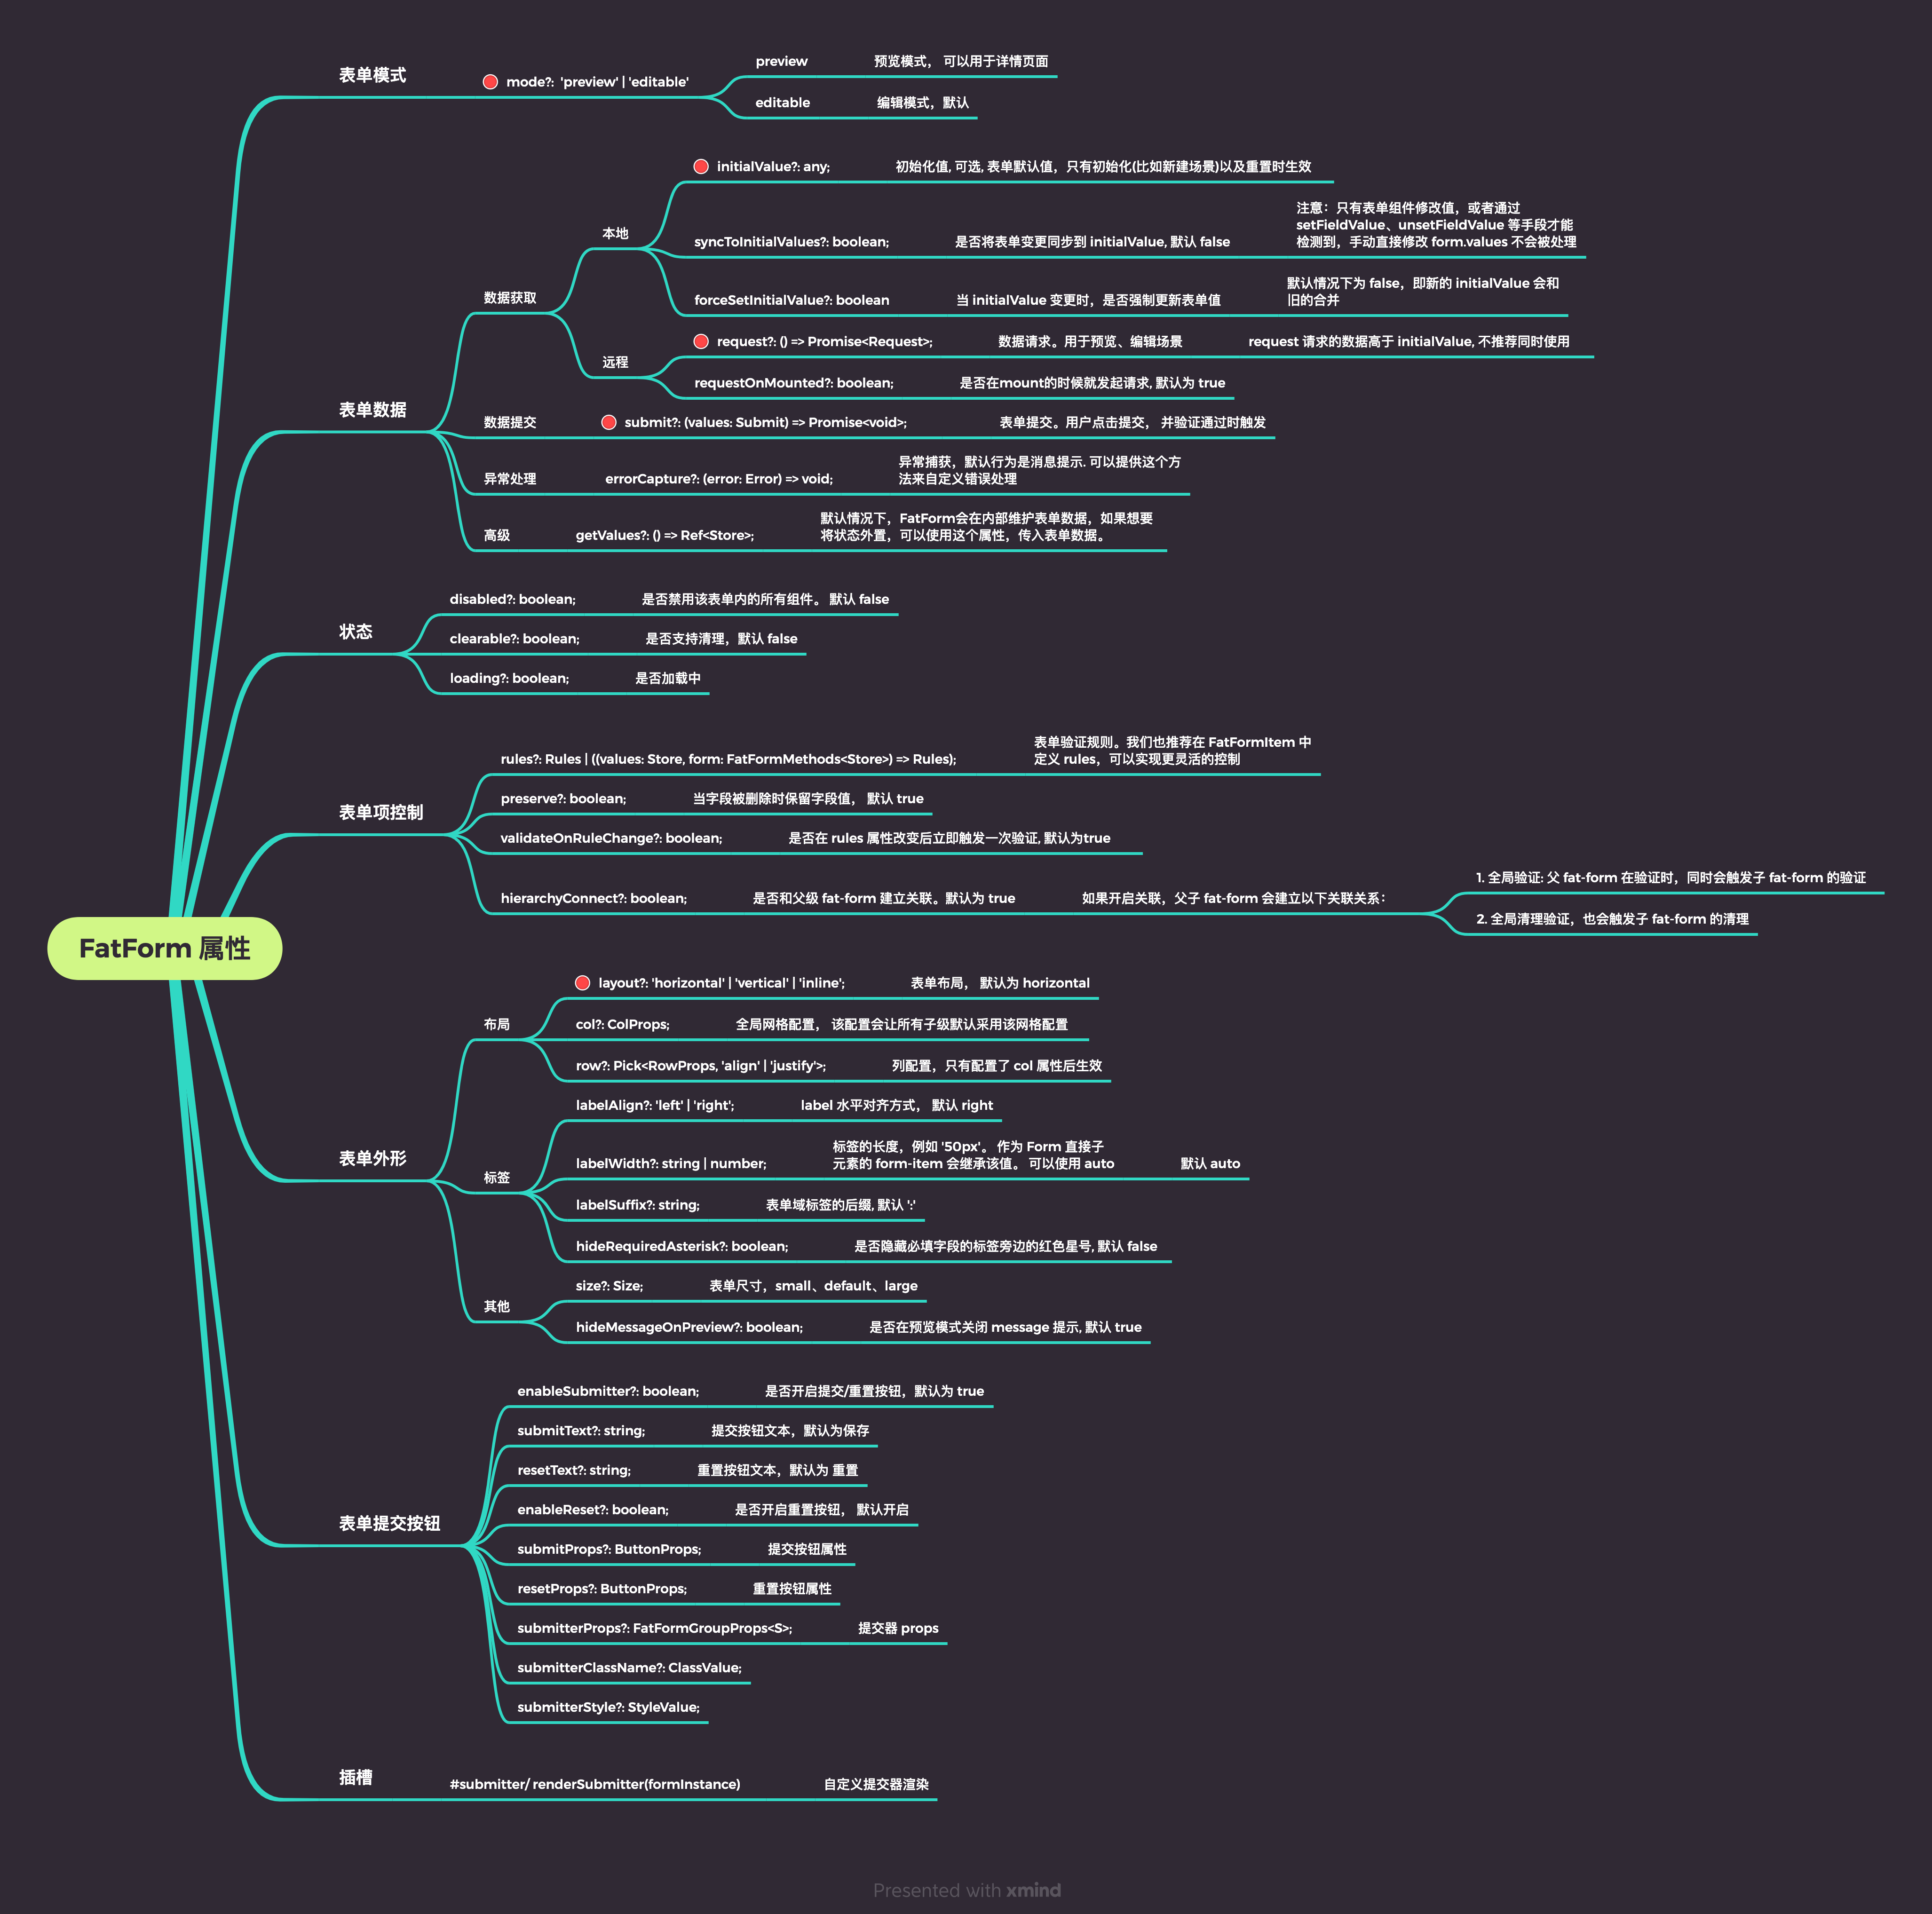 FatForm 属性
表单模式
mode?: 'preview' | 'editable'
preview
预览模式， 可以用于详情页面
editable
编辑模式，默认
表单数据
数据获取
本地
initialValue?: any;
初始化值, 可选, 表单默认值，只有初始化(比如新建场景)以及重置时生效
syncToInitialValues?: boolean;
是否将表单变更同步到 initialValue, 默认 false
注意：只有表单组件修改值，或者通过
setFieldValue、unsetFieldValue 等手段才能
检测到，手动直接修改 form.values 不会被处理
forceSetInitialValue?: boolean
当 initialValue 变更时，是否强制更新表单值
默认情况下为 false，即新的 initialValue 会和
旧的合并
远程
request?: () => Promise<Request>;
数据请求。用于预览、编辑场景
request 请求的数据高于 initialValue, 不推荐同时使用
requestOnMounted?: boolean;
是否在mount的时候就发起请求, 默认为 true
数据提交
submit?: (values: Submit) => Promise<void>;
表单提交。用户点击提交， 并验证通过时触发
异常处理
errorCapture?: (error: Error) => void;
异常捕获，默认行为是消息提示. 可以提供这个方
法来自定义错误处理
高级
getValues?: () => Ref<Store>;
默认情况下，FatForm会在内部维护表单数据，如果想要
将状态外置，可以使用这个属性，传入表单数据。
状态
disabled?: boolean;
是否禁用该表单内的所有组件。 默认 false
clearable?: boolean;
是否支持清理，默认 false
loading?: boolean;
是否加载中
表单项控制
rules?: Rules | ((values: Store, form: FatFormMethods<Store>) => Rules);
表单验证规则。我们也推荐在 FatFormItem 中
定义 rules，可以实现更灵活的控制
preserve?: boolean;
当字段被删除时保留字段值， 默认 true
validateOnRuleChange?: boolean;
是否在 rules 属性改变后立即触发一次验证, 默认为true
hierarchyConnect?: boolean;
是否和父级 fat-form 建立关联。默认为 true
如果开启关联，父子 fat-form 会建立以下关联关系：
1. 全局验证: 父 fat-form 在验证时，同时会触发子 fat-form 的验证
2. 全局清理验证，也会触发子 fat-form 的清理
表单外形
布局
layout?: 'horizontal' | 'vertical' | 'inline';
表单布局， 默认为 horizontal
col?: ColProps;
全局网格配置， 该配置会让所有子级默认采用该网格配置
row?: Pick<RowProps, 'align' | 'justify'>;
列配置，只有配置了 col 属性后生效
标签
labelAlign?: 'left' | 'right';
label 水平对齐方式， 默认 right
labelWidth?: string | number;
标签的长度，例如 '50px'。 作为 Form 直接子
元素的 form-item 会继承该值。 可以使用 auto
默认 auto
labelSuffix?: string;
表单域标签的后缀, 默认 ':'
hideRequiredAsterisk?: boolean;
是否隐藏必填字段的标签旁边的红色星号, 默认 false
其他
size?: Size;
表单尺寸，small、default、large
hideMessageOnPreview?: boolean;
是否在预览模式关闭 message 提示, 默认 true
表单提交按钮
enableSubmitter?: boolean;
是否开启提交/重置按钮，默认为 true
submitText?: string;
提交按钮文本，默认为保存
resetText?: string;
重置按钮文本，默认为 重置
enableReset?: boolean;
是否开启重置按钮， 默认开启
submitProps?: ButtonProps;
提交按钮属性
resetProps?: ButtonProps;
重置按钮属性
submitterProps?: FatFormGroupProps<S>;
提交器 props
submitterClassName?: ClassValue;
submitterStyle?: StyleValue;
插槽
#submitter/ renderSubmitter(formInstance)
自定义提交器渲染
Presented with xmind